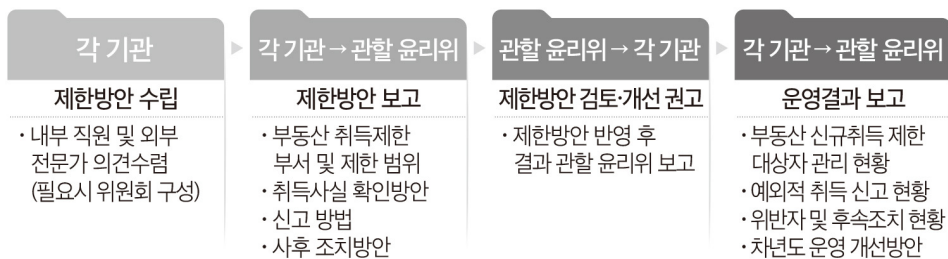 각 기관
제한방안 수립
· 내부 직원 및 외부
전문가 의견수렴
(필요시 위원회 구성)
각 기관 → 관할 윤리위
제한방안 보고
· 부동산 취득제한
부서 및 제한 범위
· 취득사실 확인방안
· 신고 방법
· 사후 조치방안
관할 윤리위 → 각 기관
제한방안 검토·개선 권고
· 제한방안 반영 후
결과 관할 윤리위 보고
각 기관 → 관할 윤리위
운영결과 보고
· 부동산 신규취득 제한
대상자 관리 현황
· 예외적 취득 신고 현황
· 위반자 및 후속조치 현황
· 차년도 운영 개선방안